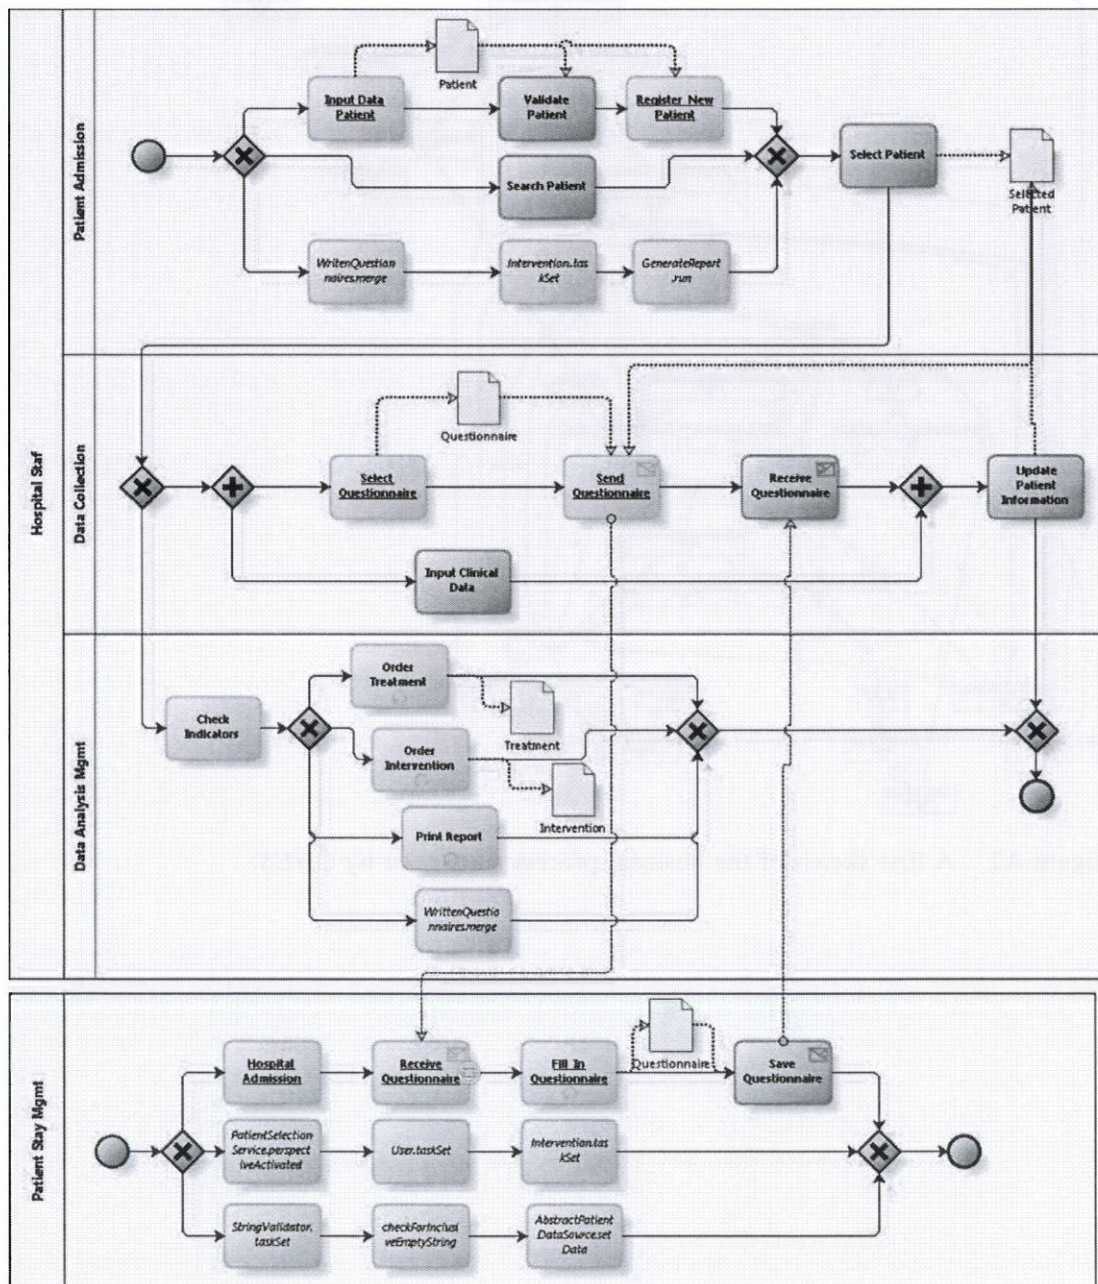 Hospital Staf
Patient Admission
Patient
Input Data
Patient
Validate
Patient
Register New
Patient
Search Patient
Select Patient
Selected
Patient
WritenQuestion
nnaires.merge
Intervention.tas
kSet
GenerateReport
.run
Data Collection
Questionnaire
Select
Questionnaire
Send
Questionnaire
Receive
Questionnaire
Update
Patient
Information
Input Clinical
Data
Data Analysis Mgmt
Order
Treatment
Treatment
Check
Indicators
Order
Intervention
Intervention
Print Report
WrittenQuestio
nnaires.merge
Patient Stay Mgmt
Hospital
Admission
Receive
Questionnaire
Fill In
Questionnaire
Questionnaire
Save
Questionnaire
PatientSelection
Service.perspec
tiveActivated
User.taskSet
Intervention.tas
kSet
StringValidator.
taskSet
checkForInclusi
veEmptyString
AbstractPatient
DataSource.set
Data